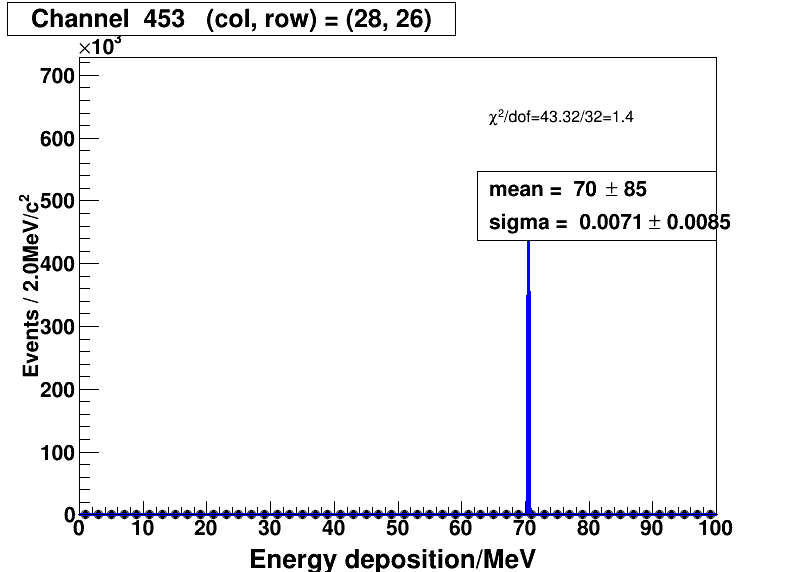 Channel 453 (col, row) = (28, 26)
×10³
700
600
500
400
300
200
100
0
Events / 2.0MeV/c²
χ²/dof=43.32/32=1.4
mean = 70 ± 85
sigma = 0.0071 ± 0.0085
0 10 20 30 40 50 60 70 80 90 100
Energy deposition/MeV